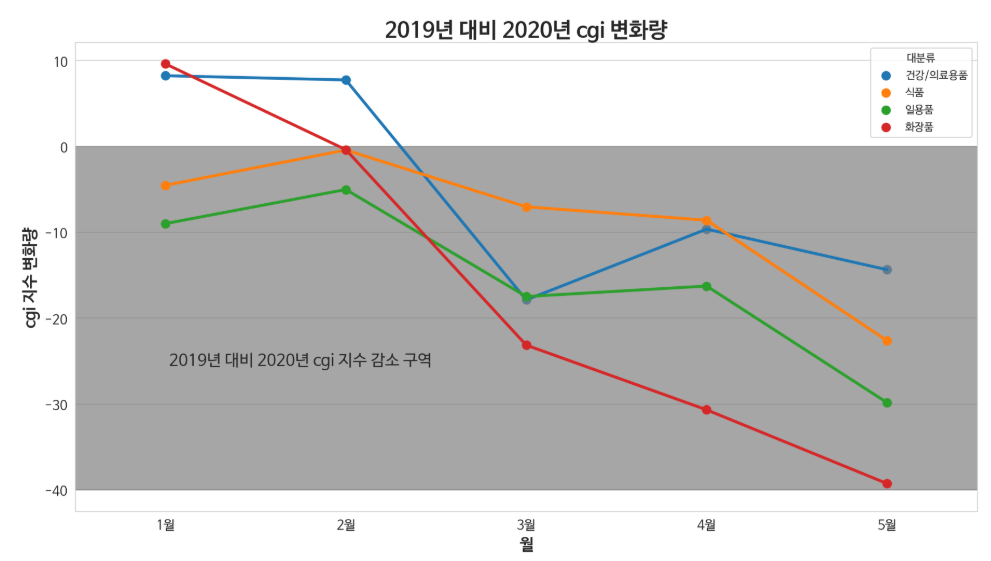 2019년 대비 2020년 cgi 변화량
대분류
건강/의료용품
식품
일용품
화장품
cgi 지수 변화량
10
0
-10
-20
-30
-40
2019년 대비 2020년 cgi 지수 감소 구역
1월 2월 3월 4월 5월
월